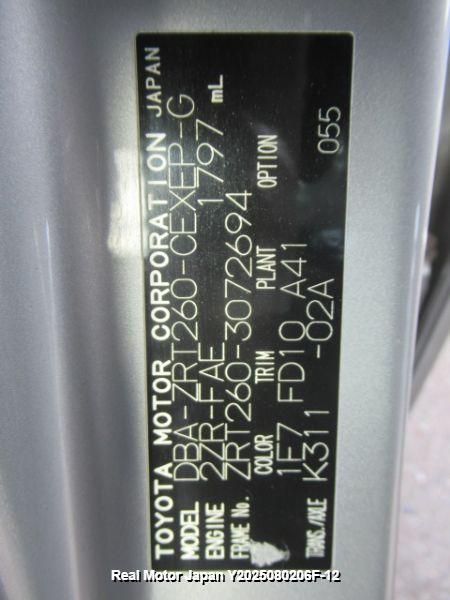 TOYOTA MOTOR CORPORATION JAPAN
MODEL DBA-ZRT260-CEXEP-G
ENGINE 2ZR-FAE 1797 mL
FRAME No. ZRT260-3072694
COLOR TRIM PLANT OPTION
1E7 FD10 A41 055
TRANS./AXLE K311 -02A
Real Motor Japan Y2025080206F-12